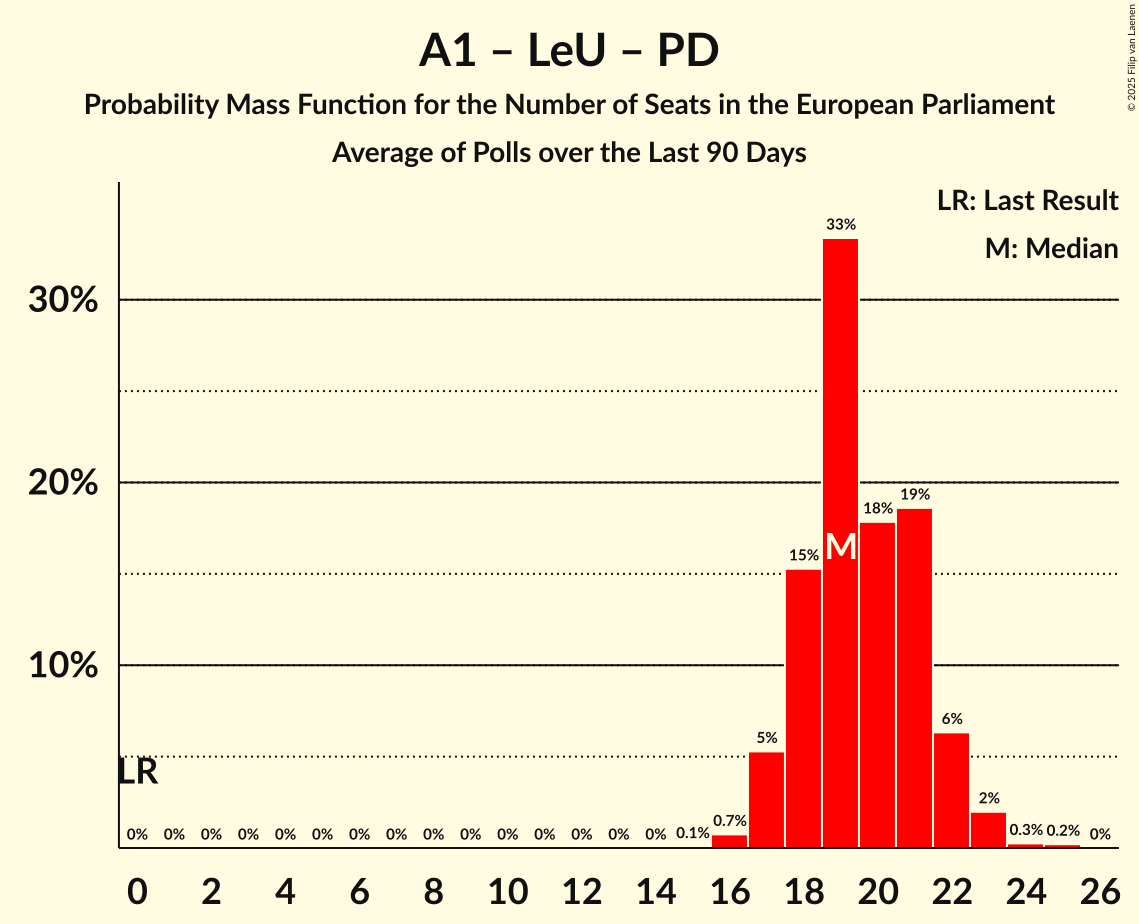 A1 – LeU – PD
Probability Mass Function for the Number of Seats in the European Parliament
Average of Polls over the Last 90 Days
© 2025 Filip van Laenen
LR: Last Result
M: Median
30%
20%
10%
33%
19%
18%
15%
M
6%
5%
2%
LR
0% 0% 0% 0% 0% 0% 0% 0% 0% 0% 0% 0% 0% 0% 0% 0.1% 0.7% 0.3% 0.2% 0%
0 2 4 6 8 10 12 14 16 18 20 22 24 26